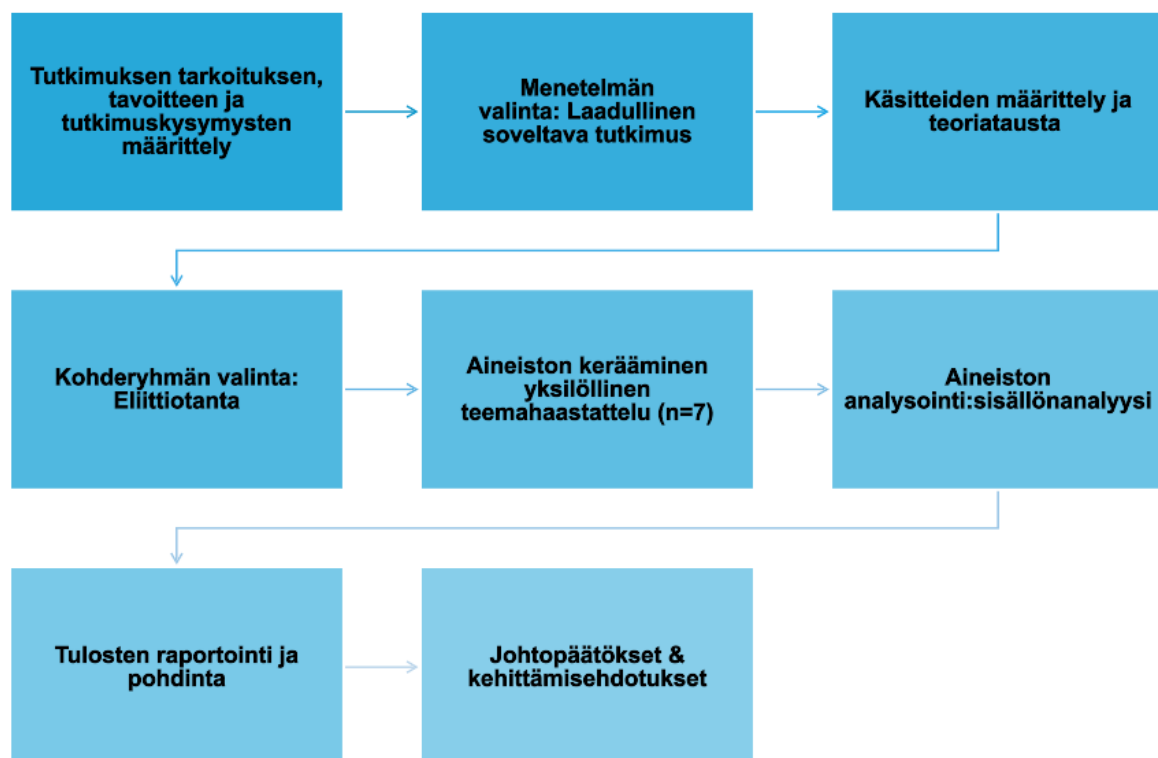 Tutkimuksen tarkoituksen,
tavoitteen ja
tutkimuskysymysten
määrittely
Menetelmän
valinta: Laadullinen
soveltava tutkimus
Käsitteiden määrittely ja
teoriatausta
Kohderyhmän valinta:
Eliittiotanta
Aineiston kerääminen
yksilöllinen
teemahaastattelu (n=7)
Aineiston
analysointi:sisällönanalyysi
Tulosten raportointi ja
pohdinta
Johtopäätökset &
kehittämisehdotukset